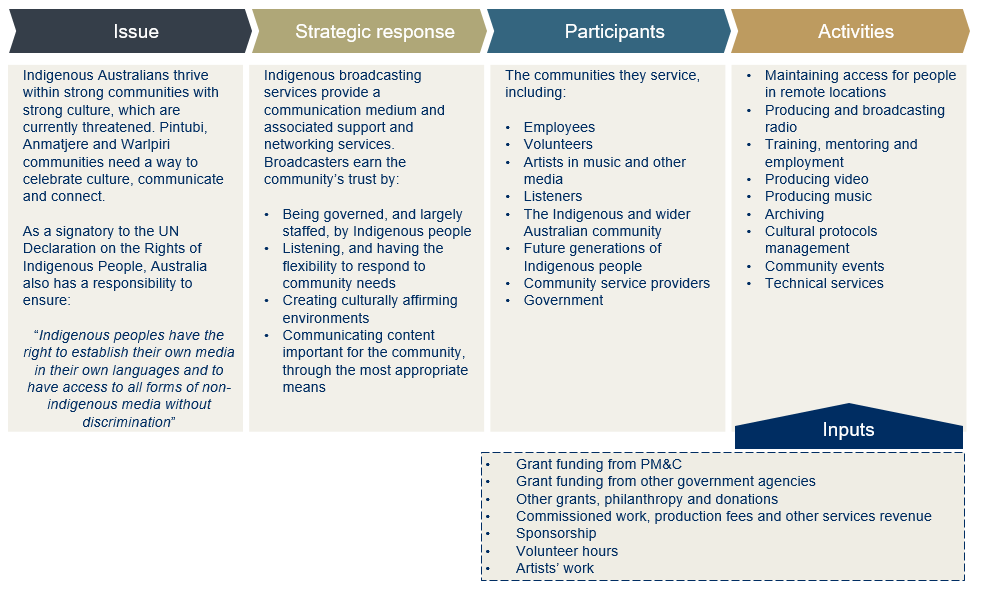 Issue
Indigenous Australians thrive
within strong communities with
strong culture, which are
currently threatened. Pintubi,
Anmatjere and Warlpiri
communities need a way to
celebrate culture, communicate
and connect.
As a signatory to the UN
Declaration on the Rights of
Indigenous People, Australia
also has a responsibility to
ensure:
“Indigenous peoples have the
right to establish their own media
in their own languages and to
have access to all forms of non-
indigenous media without
discrimination”
Strategic response
Indigenous broadcasting
services provide a
communication medium and
associated support and
networking services.
Broadcasters earn the
community’s trust by:
• Being governed, and largely
staffed, by Indigenous people
• Listening, and having the
flexibility to respond to
community needs
• Creating culturally affirming
environments
• Communicating content
important for the community,
through the most appropriate
means
Participants
The communities they service,
including:
• Employees
• Volunteers
• Artists in music and other
media
• Listeners
• The Indigenous and wider
Australian community
• Future generations of
Indigenous people
• Community service providers
• Government
Activities
• Maintaining access for people
in remote locations
• Producing and broadcasting
radio
• Training, mentoring and
employment
• Producing video
• Producing music
• Archiving
• Cultural protocols
management
• Community events
• Technical services
Inputs
• Grant funding from PM&C
• Grant funding from other government agencies
• Other grants, philanthropy and donations
• Commissioned work, production fees and other services revenue
• Sponsorship
• Volunteer hours
• Artists’ work